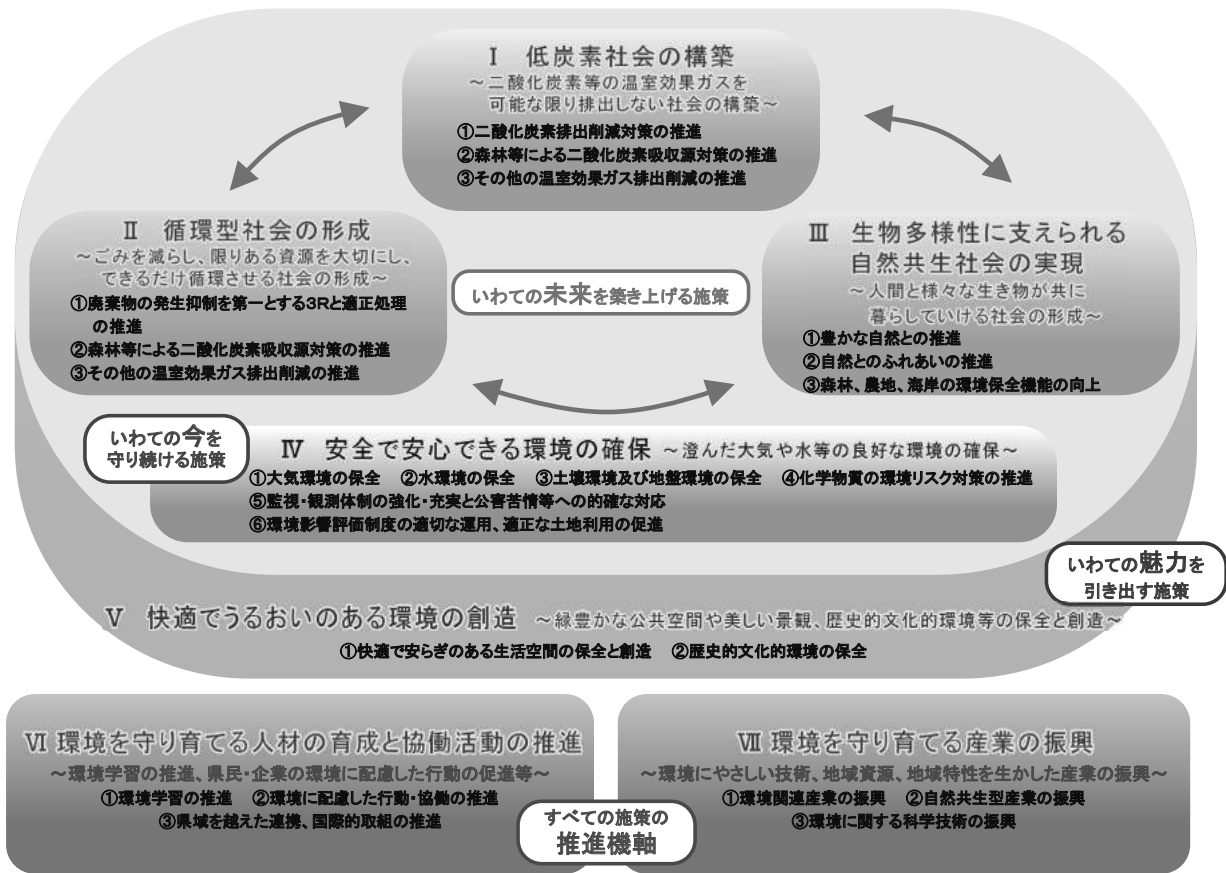 Ⅰ 低炭素社会の構築
～二酸化炭素等の温室効果ガスを
可能な限り排出しない社会の構築～
①二酸化炭素排出削減対策の推進
②森林等による二酸化炭素吸収源対策の推進
③その他の温室効果ガス排出削減の推進
Ⅱ 循環型社会の形成
～ごみを減らし、限りある資源を大切にし、
できるだけ循環させる社会の形成～
①廃棄物の発生抑制を第一とする3Rと適正処理
の推進
②森林等による二酸化炭素吸収源対策の推進
③その他の温室効果ガス排出削減の推進
いわての未来を築き上げる施策
Ⅲ 生物多様性に支えられる
自然共生社会の実現
～人間と様々な生き物が共に
暮らしていける社会の形成～
①豊かな自然との推進
②自然とのふれあいの推進
③森林、農地、海岸の環境保全機能の向上
いわての今を
守り続ける施策
Ⅳ 安全で安心できる環境の確保 ～澄んだ大気や水等の良好な環境の確保～
①大気環境の保全 ②水環境の保全 ③土壌環境及び地盤環境の保全 ④化学物質の環境リスク対策の推進
⑤監視・観測体制の強化・充実と公害苦情等への的確な対応
⑥環境影響評価制度の適切な運用、適正な土地利用の促進
いわての魅力を
引き出す施策
Ⅴ 快適でうるおいのある環境の創造 ～緑豊かな公共空間や美しい景観、歴史的文化的環境等の保全と創造～
①快適で安らぎのある生活空間の保全と創造 ②歴史的文化的環境の保全
Ⅵ 環境を守り育てる人材の育成と協働活動の推進
～環境学習の推進、県民・企業の環境に配慮した行動の促進等～
①環境学習の推進 ②環境に配慮した行動・協働の推進
③県域を越えた連携、国際的取組の推進
すべての施策の
推進機軸
Ⅶ 環境を守り育てる産業の振興
～環境にやさしい技術、地域資源、地域特性を生かした産業の振興～
①環境関連産業の振興 ②自然共生型産業の振興
③環境に関する科学技術の振興